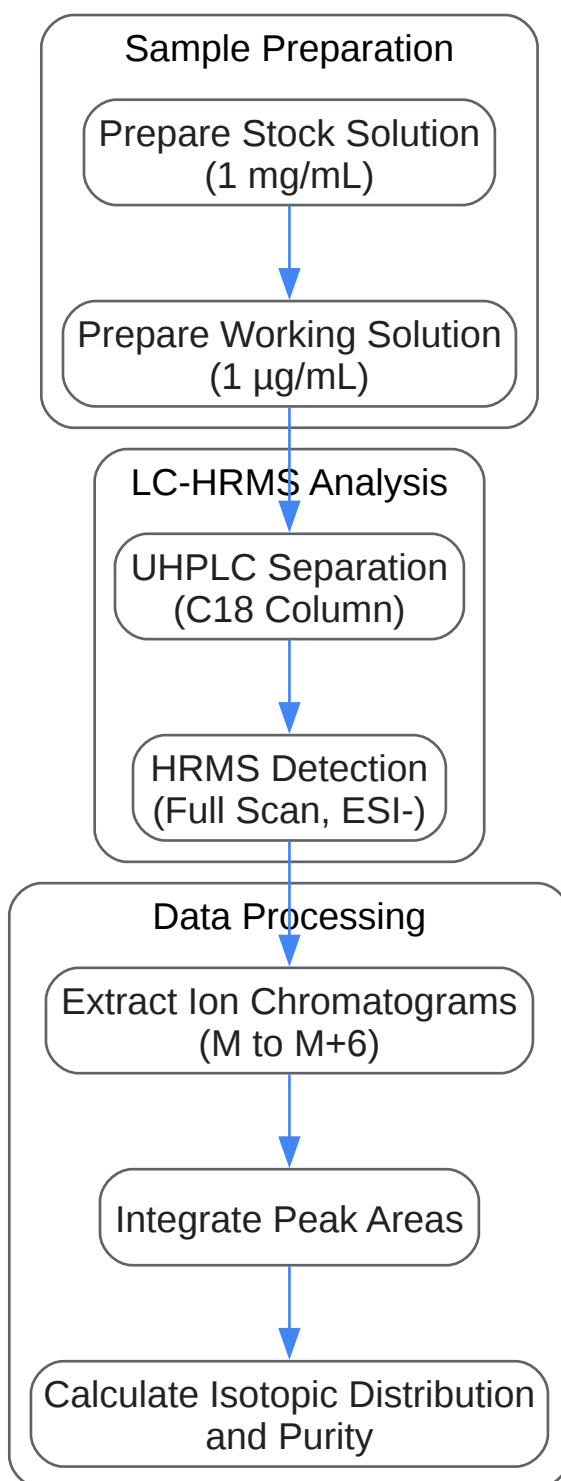 Sample Preparation
Prepare Stock Solution
(1 mg/mL)
Prepare Working Solution
(1 µg/mL)
LC-HRMS Analysis
UHPLC Separation
(C18 Column)
HRMS Detection
(Full Scan, ESI-)
Data Processing
Extract Ion Chromatograms
(M to M+6)
Integrate Peak Areas
Calculate Isotopic Distribution
and Purity